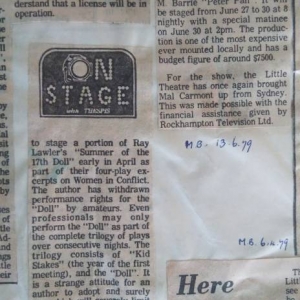 derstand that a license will be in
operation.
ON
STAGE
with
to stage a portion of Ray
Lawler's "Summer of the
17th Doll" early in April as
part of their four-play ex-
cerpts on Women in Conflict.
The author has withdrawn
performance rights for the
"Doll" by amateurs. Even
professionals may only
perform the "Doll" as part of
the complete trilogy of plays
over consecutive nights. The
trilogy consists of "Kid
Stakes" (the year of the first
meeting), and the "Doll". It
is a strange attitude for an
author to adopt and surely
M. Barrie "Peter Pan". It will
be staged from June 27 to 30 at 8
nightly with a special matinee
on June 30 at 2pm. The produc-
tion is one of the most expensive
ever mounted locally and has a
budget figure of around $7500.
For the show, the Little
Theatre has once again brought
Mal Carmont up from Sydney.
This was made possible with the
financial assistance given by
Rockhampton Television Ltd.
M.B. 13.6.79
M.B. 6.4.79
Here